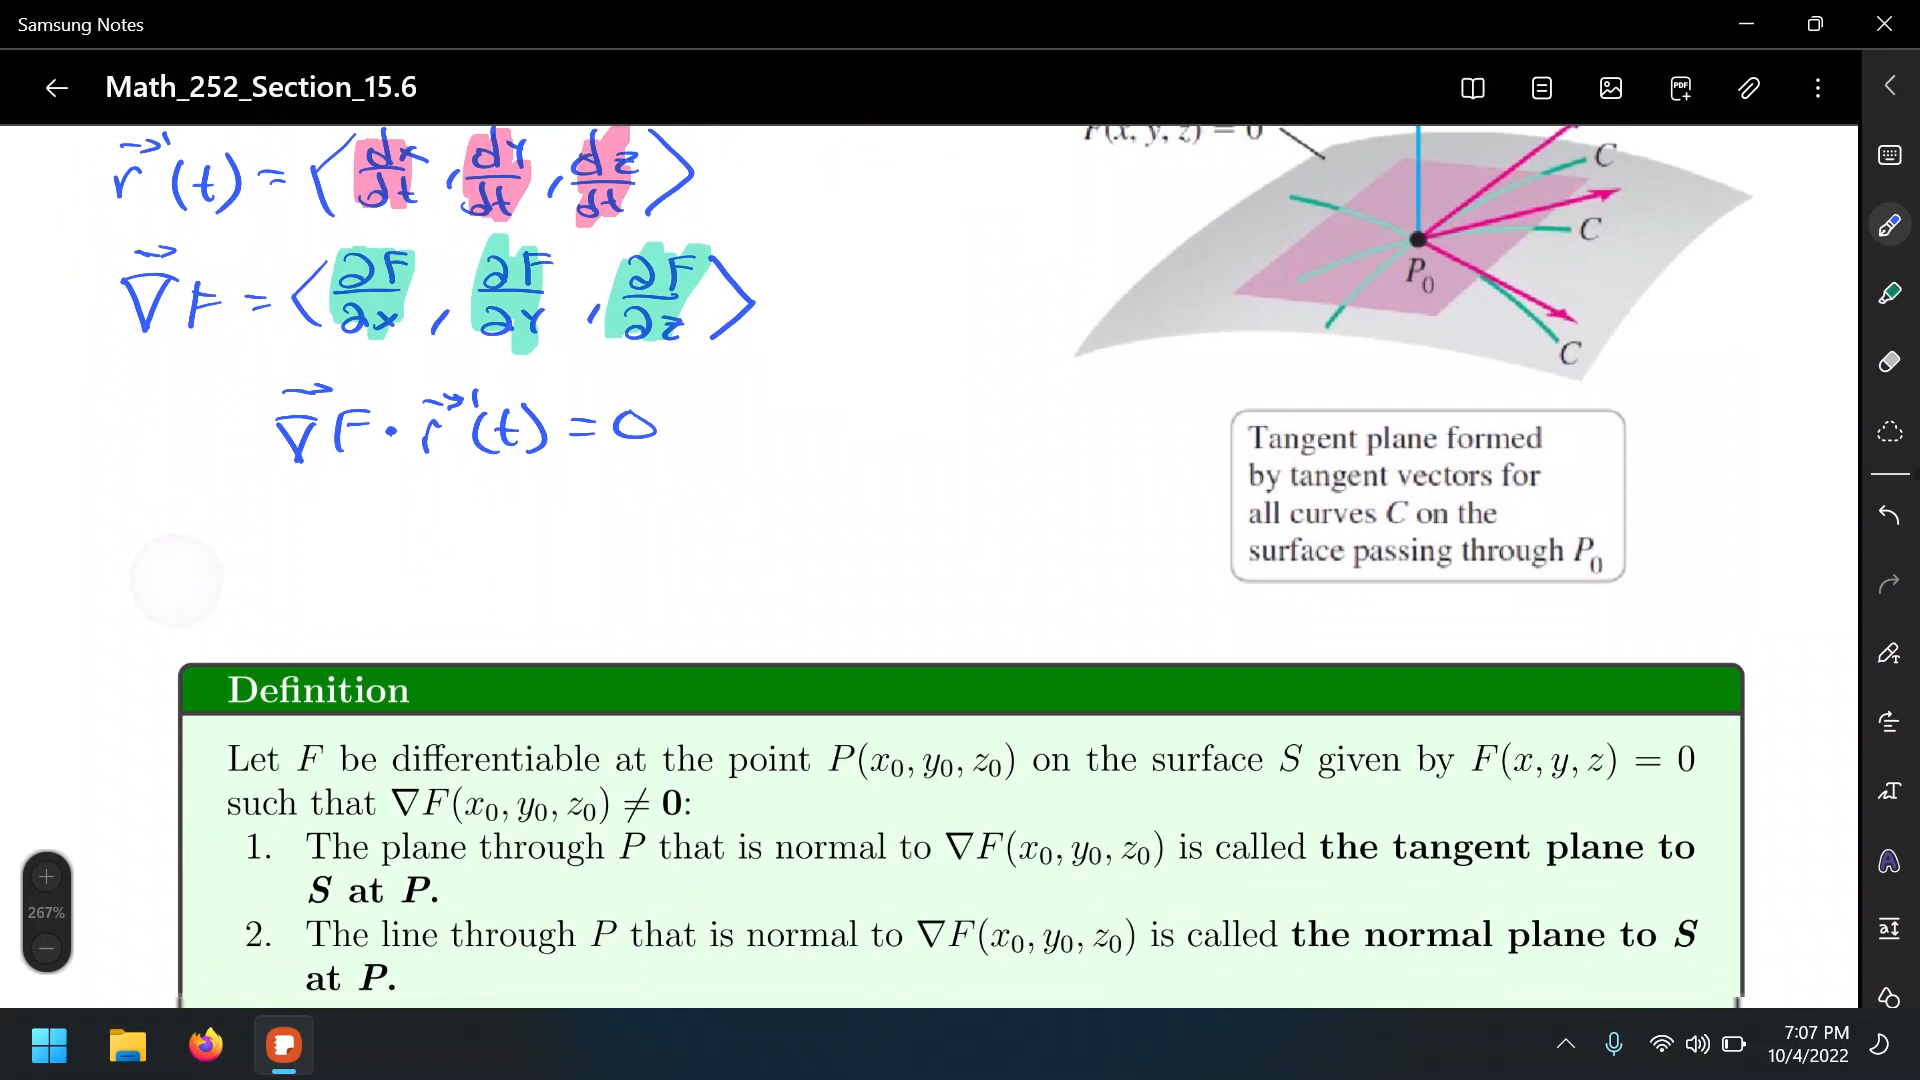 Samsung Notes
Math_252_Section_15.6
r⃗'(t) = ⟨dx/dt, dy/dt, dz/dt⟩
∇⃗F = ⟨∂F/∂x, ∂F/∂y, ∂F/∂z⟩
∇⃗F · r⃗'(t) = 0
F(x, y, z) = 0
C
C
P₀
C
Tangent plane formed
by tangent vectors for
all curves C on the
surface passing through P₀
Definition
Let F be differentiable at the point P(x₀, y₀, z₀) on the surface S given by F(x, y, z) = 0
such that ∇F(x₀, y₀, z₀) ≠ 0:
1. The plane through P that is normal to ∇F(x₀, y₀, z₀) is called the tangent plane to
S at P.
2. The line through P that is normal to ∇F(x₀, y₀, z₀) is called the normal plane to S
at P.
267%
7:07 PM
10/4/2022